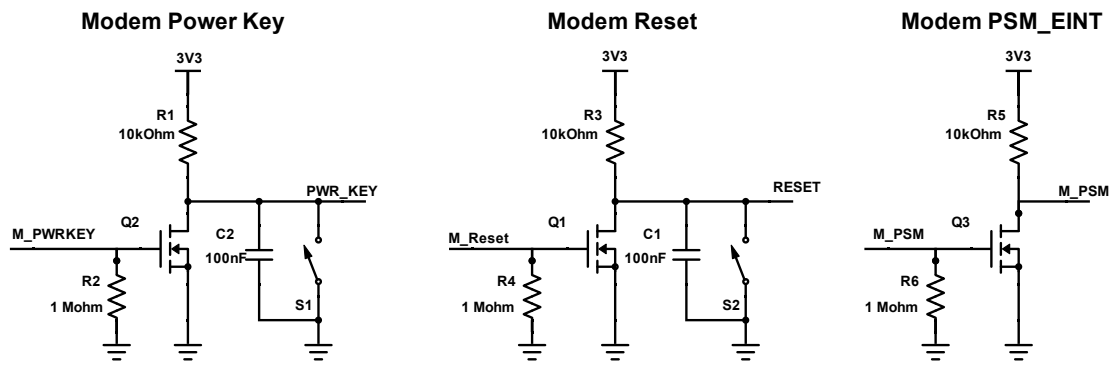 Modem Power Key
3V3
R1
10kOhm
PWR_KEY
Q2
M_PWRKEY
C2
100nF
R2
1 Mohm
S1
Modem Reset
3V3
R3
10kOhm
RESET
Q1
M_Reset
C1
100nF
R4
1 Mohm
S2
Modem PSM_EINT
3V3
R5
10kOhm
M_PSM
Q3
M_PSM
R6
1 Mohm